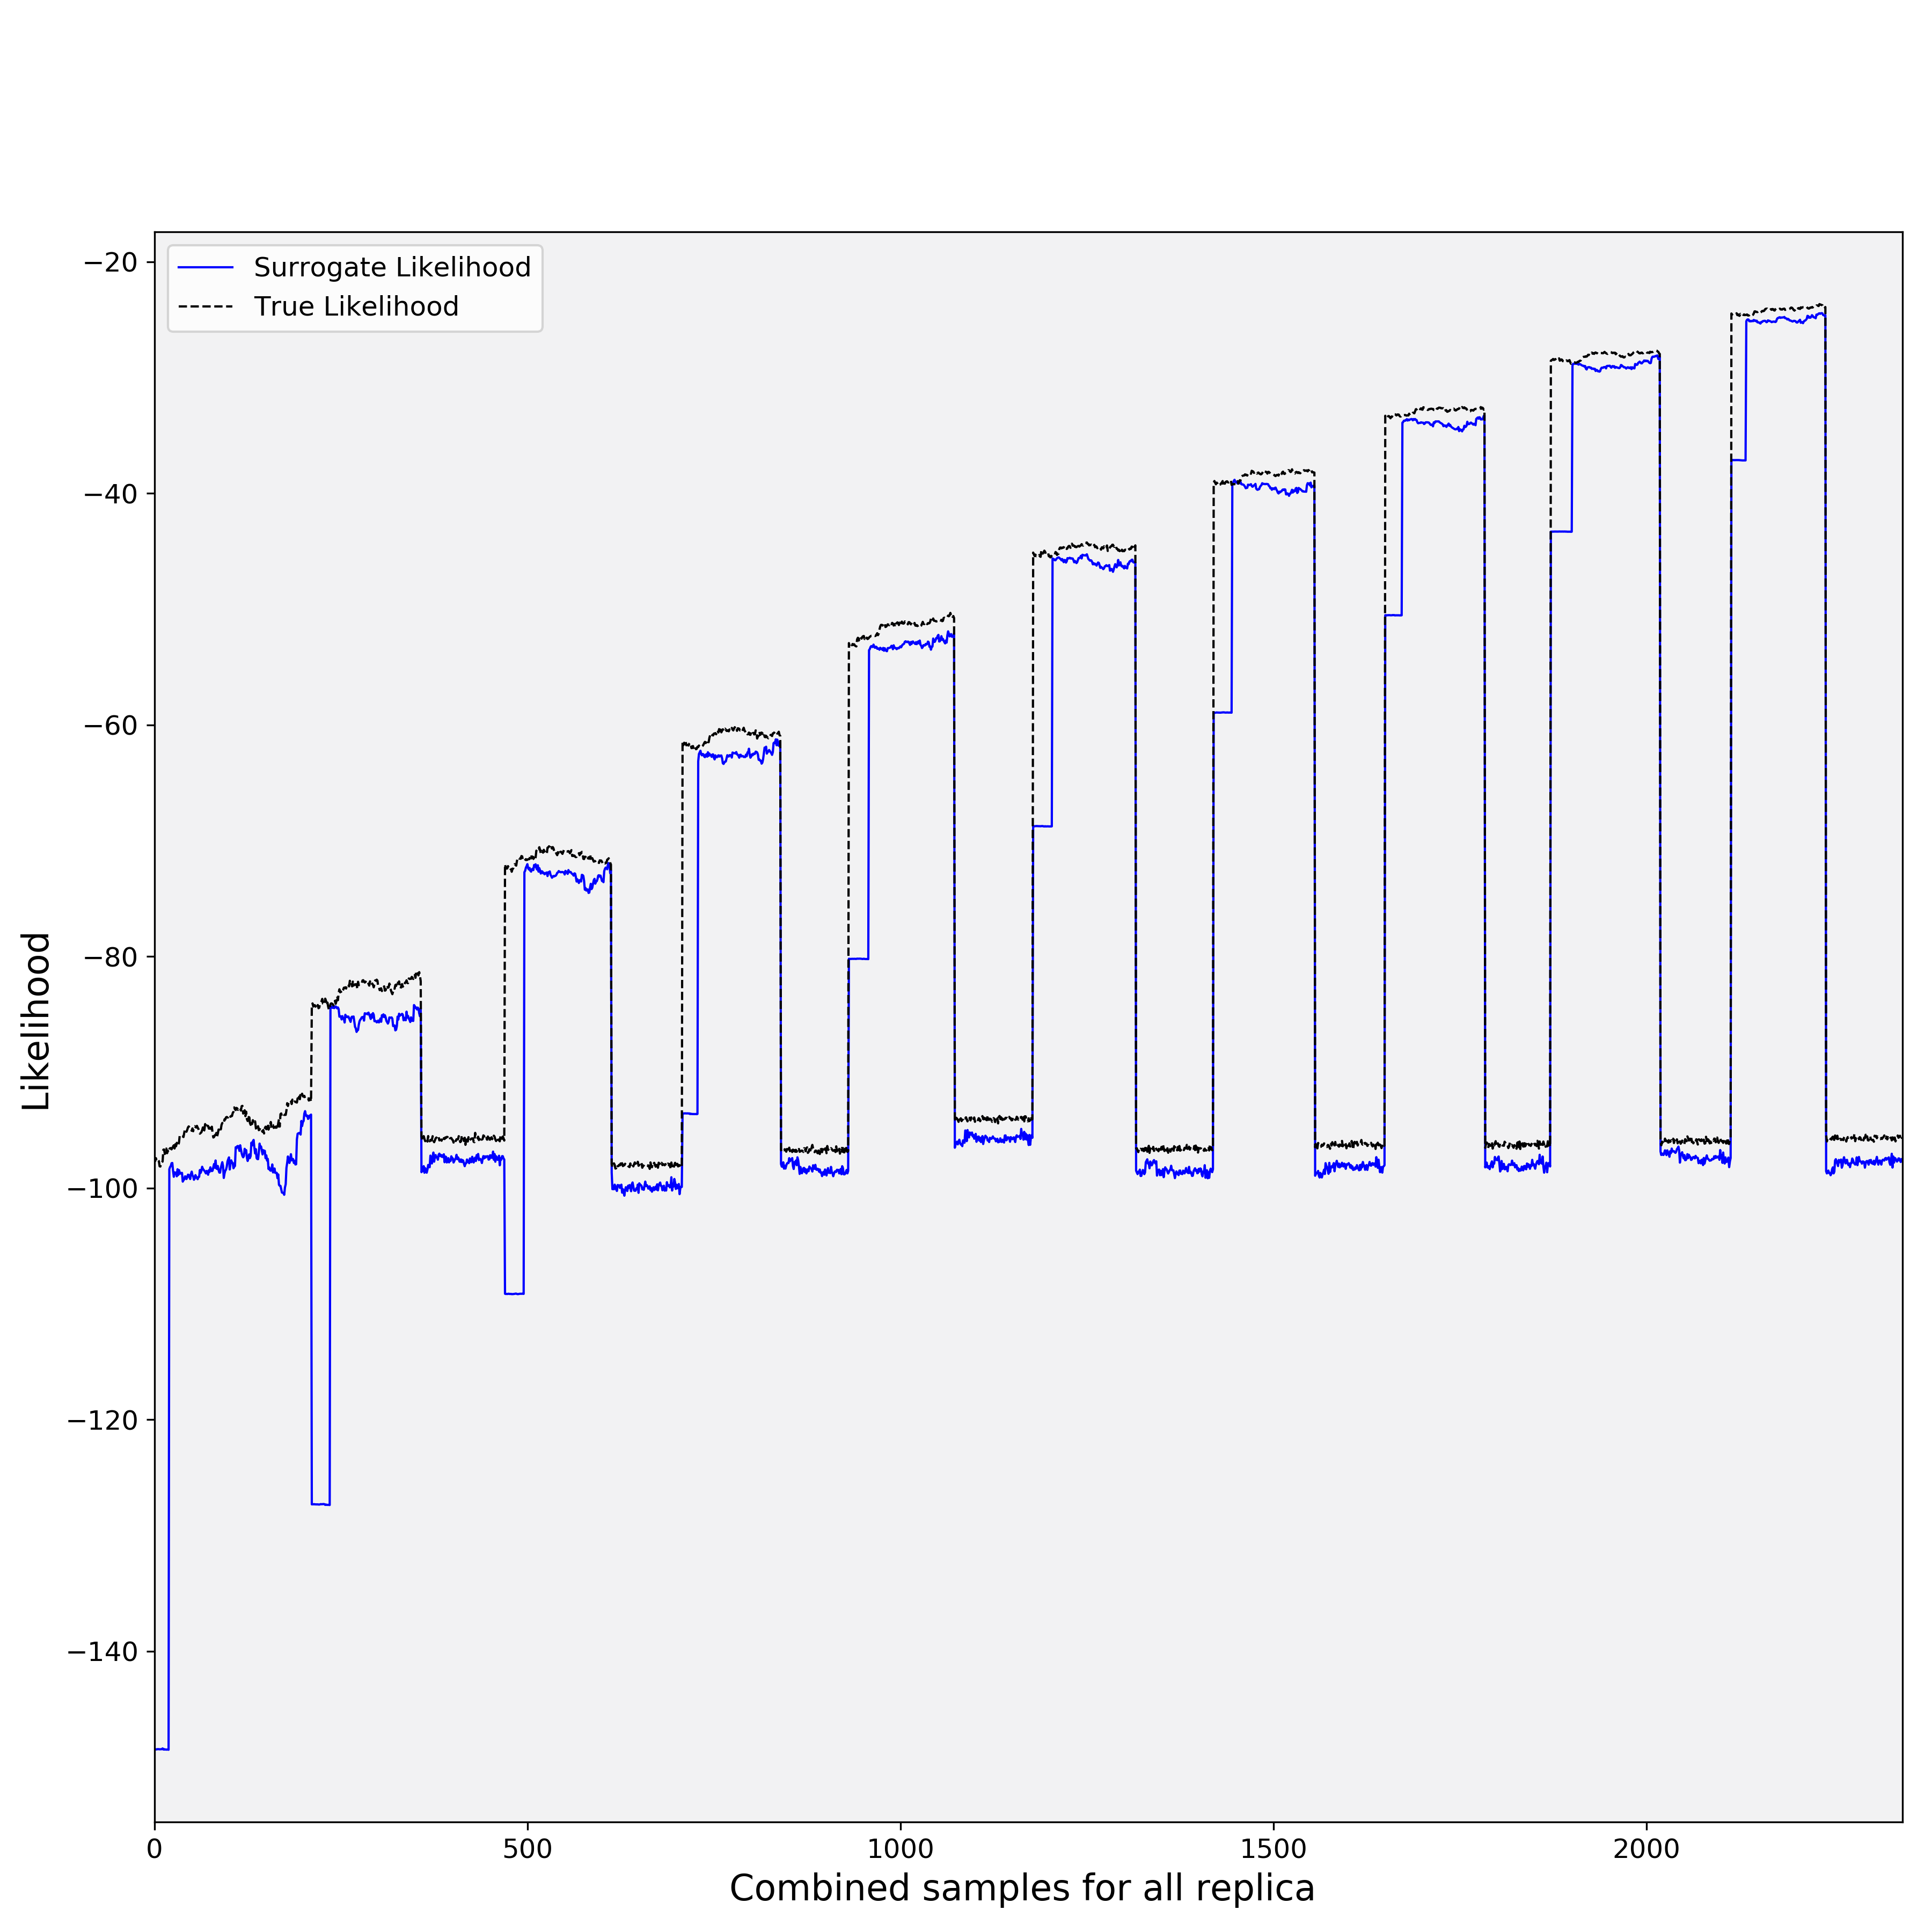 Surrogate Likelihood
True Likelihood
−20
−40
−60
−80
−100
−120
−140
Likelihood
0 500 1000 1500 2000
Combined samples for all replica